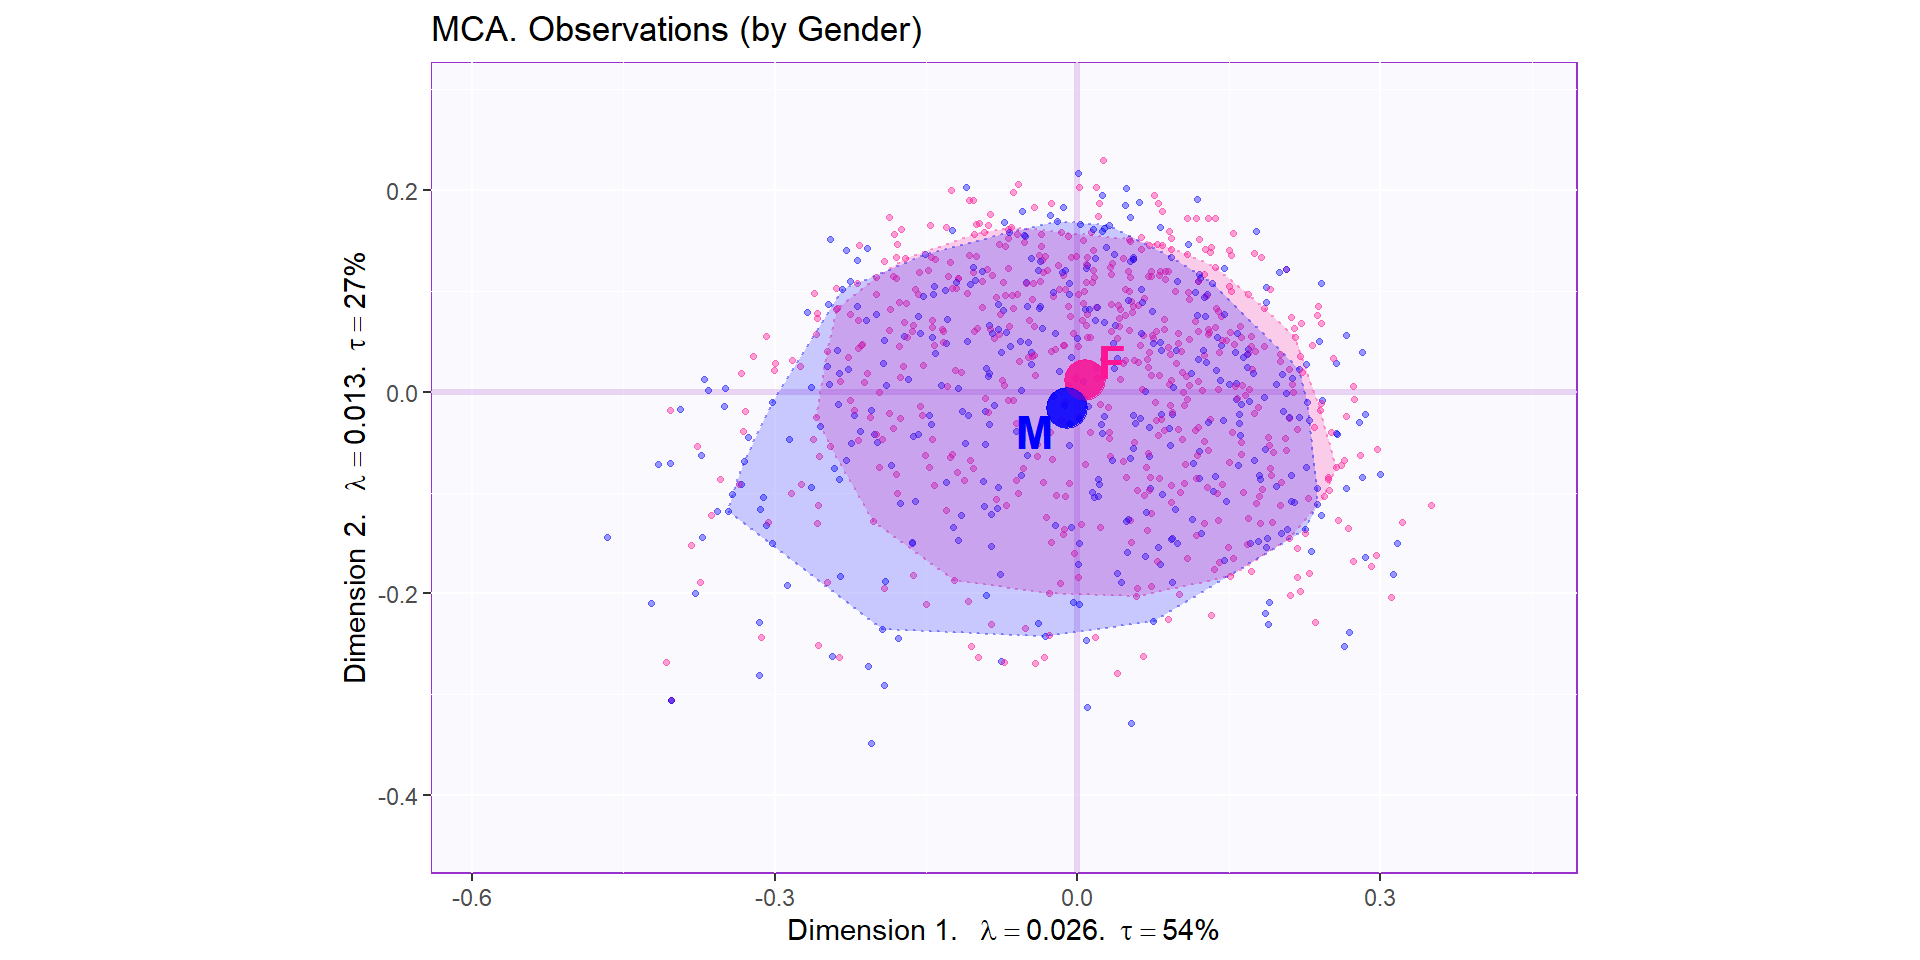 MCA. Observations (by Gender)
0.2
0.0
-0.2
-0.4
Dimension 2.  λ = 0.013.  τ = 27%
F
M
-0.6
-0.3
0.0
0.3
Dimension 1.  λ = 0.026.  τ = 54%